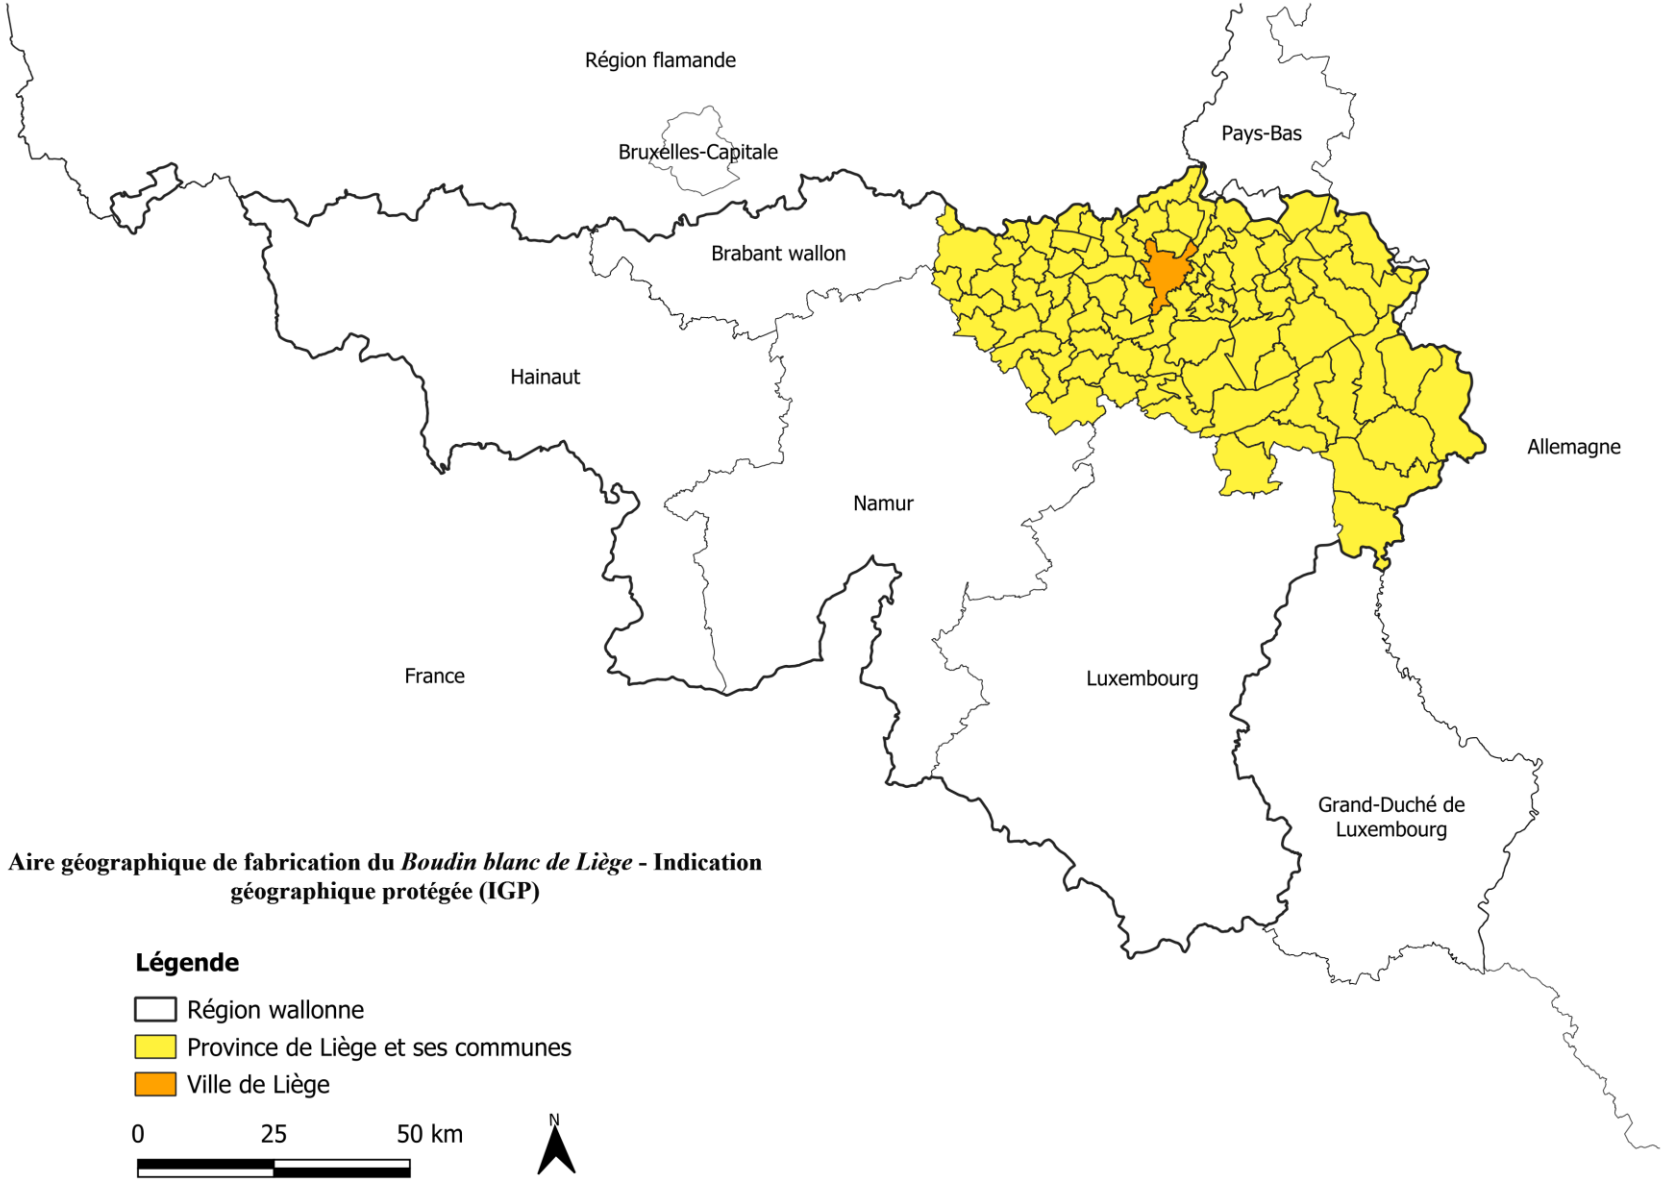 Région flamande
Bruxelles-Capitale
Pays-Bas
Brabant wallon
Hainaut
Allemagne
Namur
France
Luxembourg
Grand-Duché de
Luxembourg
Aire géographique de fabrication du Boudin blanc de Liège - Indication
géographique protégée (IGP)
Légende
Région wallonne
Province de Liège et ses communes
Ville de Liège
0 25 50 km
N